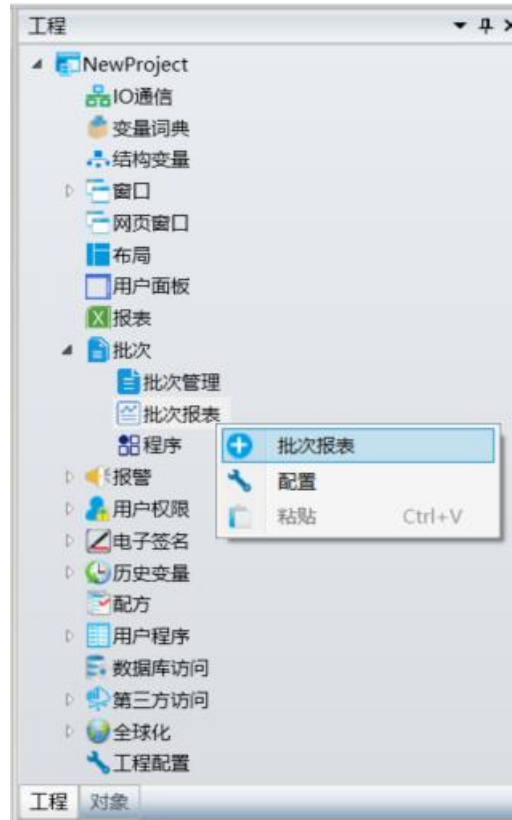 工程
NewProject
IO通信
变量词典
结构变量
窗口
网页窗口
布局
用户面板
报表
批次
批次管理
批次报表
程序
批次报表
配置
粘贴 Ctrl+V
报警
用户权限
电子签名
历史变量
配方
用户程序
数据库访问
第三方访问
全球化
工程配置
工程 对象